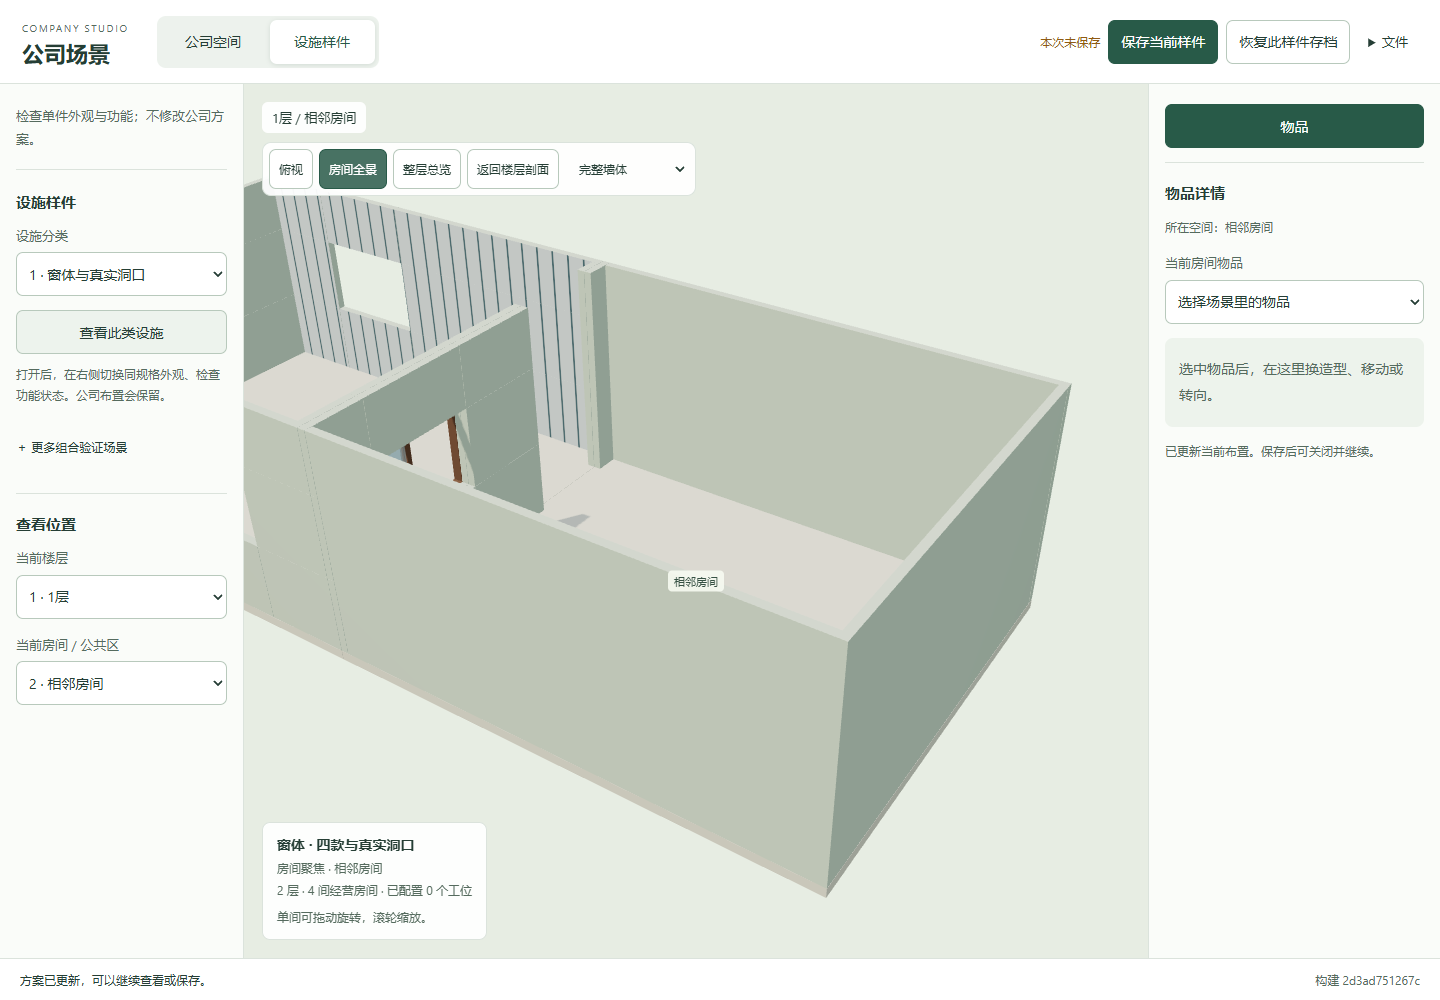 COMPANY STUDIO
公司场景
公司空间
设施样件
本次未保存
保存当前样件
恢复此样件存档
▶ 文件
检查单件外观与功能；不修改公司方案。
设施样件
设施分类
1 · 窗体与真实洞口
查看此类设施
打开后，在右侧切换同规格外观、检查功能状态。公司布置会保留。
+ 更多组合验证场景
查看位置
当前楼层
1 · 1层
当前房间 / 公共区
2 · 相邻房间
1层 / 相邻房间
俯视
房间全景
整层总览
返回楼层剖面
完整墙体
相邻房间
窗体 · 四款与真实洞口
房间聚焦 · 相邻房间
2 层 · 4 间经营房间 · 已配置 0 个工位
单间可拖动旋转，滚轮缩放。
物品
物品详情
所在空间：相邻房间
当前房间物品
选择场景里的物品
选中物品后，在这里换造型、移动或转向。
已更新当前布置。保存后可关闭并继续。
方案已更新，可以继续查看或保存。
构建 2d3ad751267c